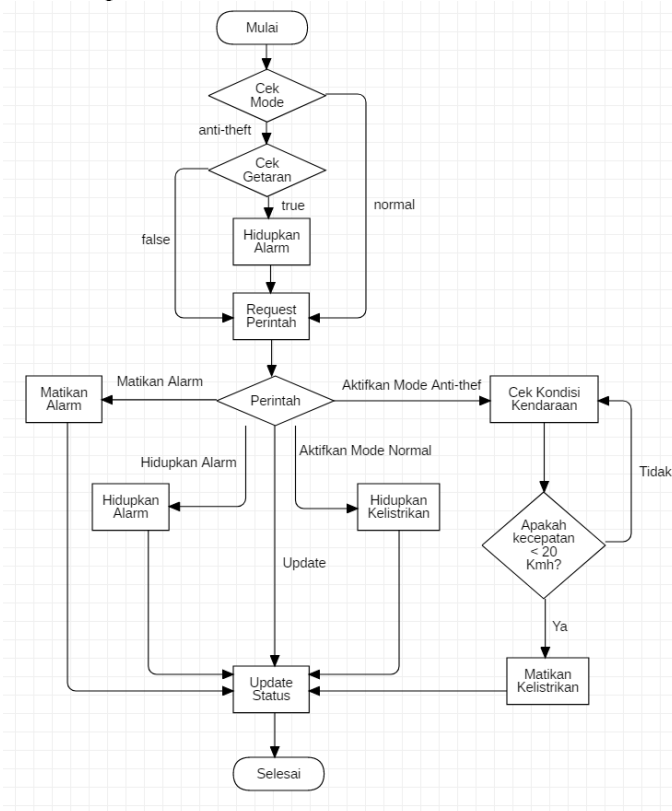 Mulai
Cek
Mode
anti-theft
Cek
Getaran
true
normal
false
Hidupkan
Alarm
Request
Perintah
Matikan
Alarm
Matikan Alarm
Perintah
Aktifkan Mode Anti-thef
Cek Kondisi
Kendaraan
Hidupkan Alarm
Aktifkan Mode Normal
Tidak
Hidupkan
Alarm
Hidupkan
Kelistrikan
Apakah
kecepatan
< 20
Kmh?
Update
Ya
Update
Status
Matikan
Kelistrikan
Selesai